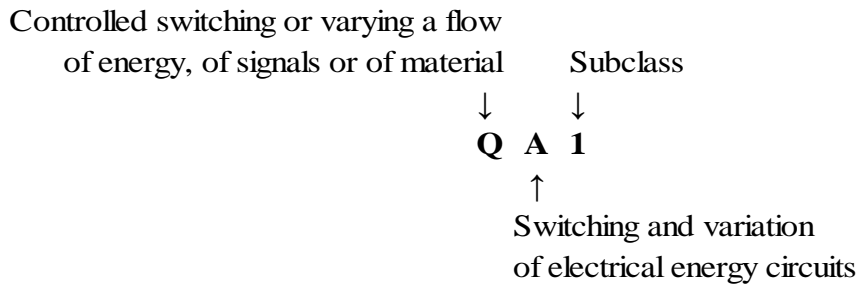 Controlled switching or varying a flow
of energy, of signals or of material Subclass
↓ ↓
Q A 1
↑
Switching and variation
of electrical energy circuits